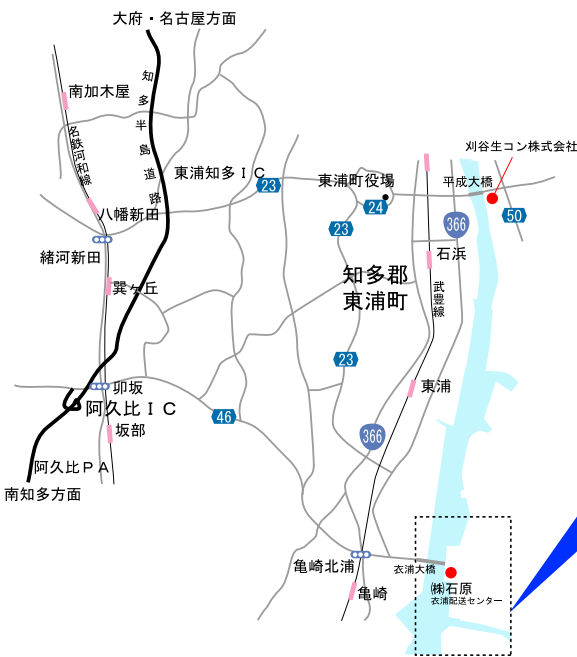 大府・名古屋方面
南加木屋
知多半島道路
名鉄河和線
東浦知多IC
23
東浦町役場
24
刈谷生コン株式会社
平成大橋
50
八幡新田
緒河新田
23
366
石浜
巽ヶ丘
知多郡
東浦町
武豊線
23
卯坂
阿久比IC
46
東浦
坂部
366
阿久比PA
南知多方面
亀崎北浦
衣浦大橋
亀崎
㈱石原
衣浦配送センター